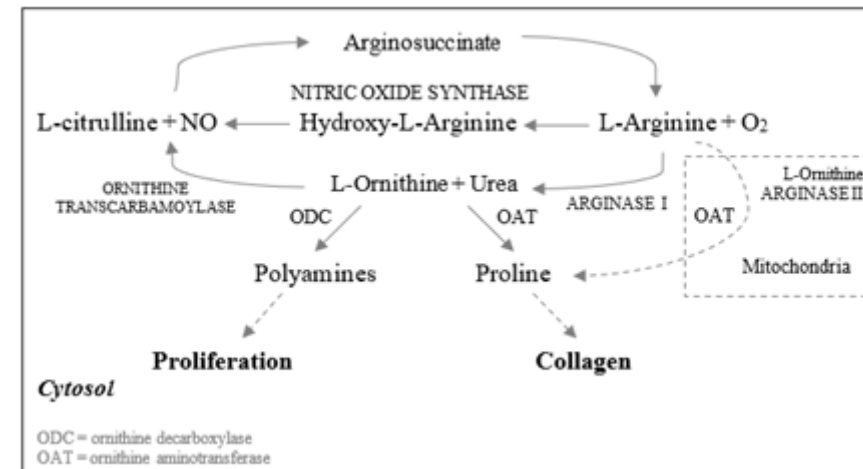 Arginosuccinate
NITRIC OXIDE SYNTHASE
L-citrulline + NO
Hydroxy-L-Arginine
L-Arginine + O₂
L-Ornithine + Urea
ORNITHINE
TRANSCARBAMOYLASE
ARGINASE I
L-Ornithine
ARGINASE II
ODC
OAT
OAT
Polyamines
Proline
Mitochondria
Proliferation
Collagen
Cytosol
ODC = ornithine decarboxylase
OAT = ornithine aminotransferase